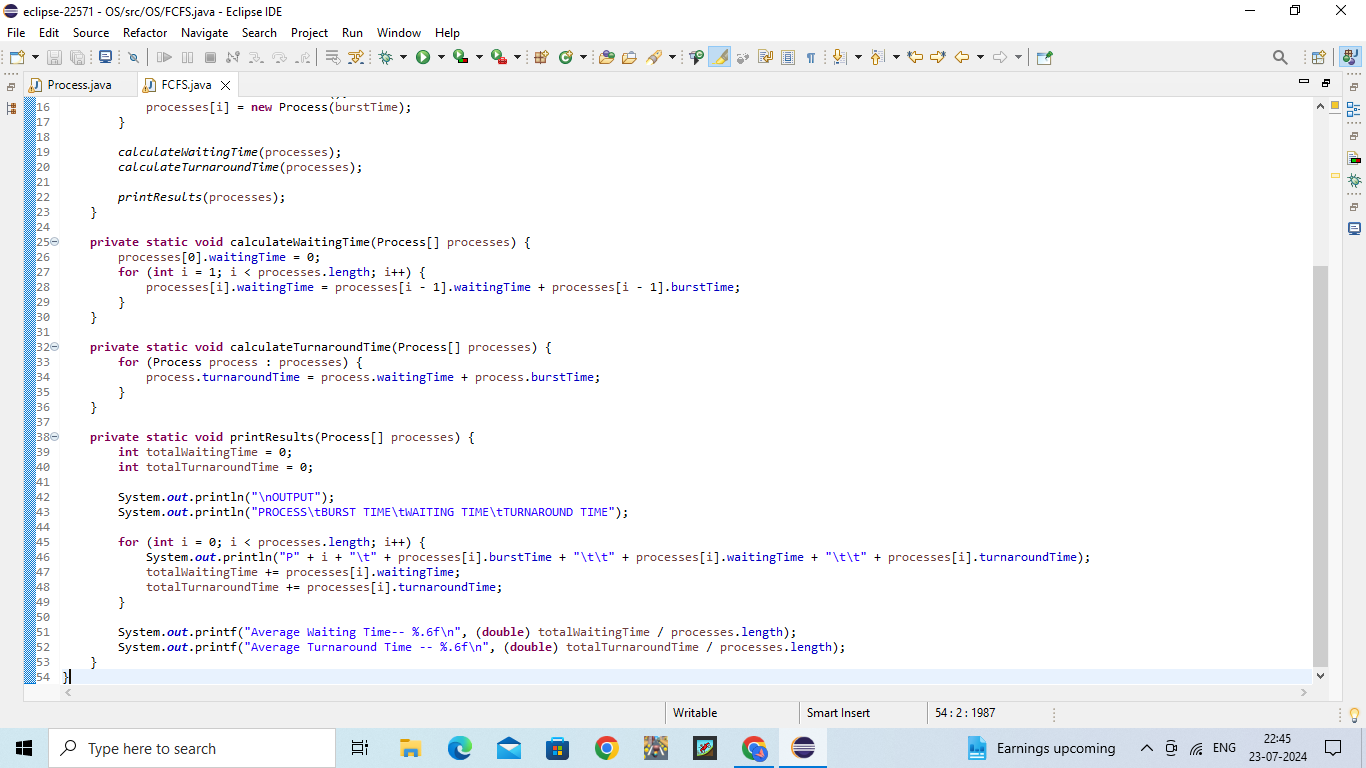 eclipse-22571 - OS/src/OS/FCFS.java - Eclipse IDE
File Edit Source Refactor Navigate Search Project Run Window Help
Process.java FCFS.java
16 processes[i] = new Process(burstTime);
17 }
18
19 calculateWaitingTime(processes);
20 calculateTurnaroundTime(processes);
21
22 printResults(processes);
23 }
24
25 private static void calculateWaitingTime(Process[] processes) {
26 processes[0].waitingTime = 0;
27 for (int i = 1; i < processes.length; i++) {
28 processes[i].waitingTime = processes[i - 1].waitingTime + processes[i - 1].burstTime;
29 }
30 }
31
32 private static void calculateTurnaroundTime(Process[] processes) {
33 for (Process process : processes) {
34 process.turnaroundTime = process.waitingTime + process.burstTime;
35 }
36 }
37
38 private static void printResults(Process[] processes) {
39 int totalWaitingTime = 0;
40 int totalTurnaroundTime = 0;
41
42 System.out.println("\nOUTPUT");
43 System.out.println("PROCESS\tBURST TIME\tWAITING TIME\tTURNAROUND TIME");
44
45 for (int i = 0; i < processes.length; i++) {
46 System.out.println("P" + i + "\t" + processes[i].burstTime + "\t\t" + processes[i].waitingTime + "\t\t" + processes[i].turnaroundTime);
47 totalWaitingTime += processes[i].waitingTime;
48 totalTurnaroundTime += processes[i].turnaroundTime;
49 }
50
51 System.out.printf("Average Waiting Time-- %.6f\n", (double) totalWaitingTime / processes.length);
52 System.out.printf("Average Turnaround Time -- %.6f\n", (double) totalTurnaroundTime / processes.length);
53 }
54 }
Writable Smart Insert 54 : 2 : 1987
Type here to search Earnings upcoming ENG 22:45
23-07-2024